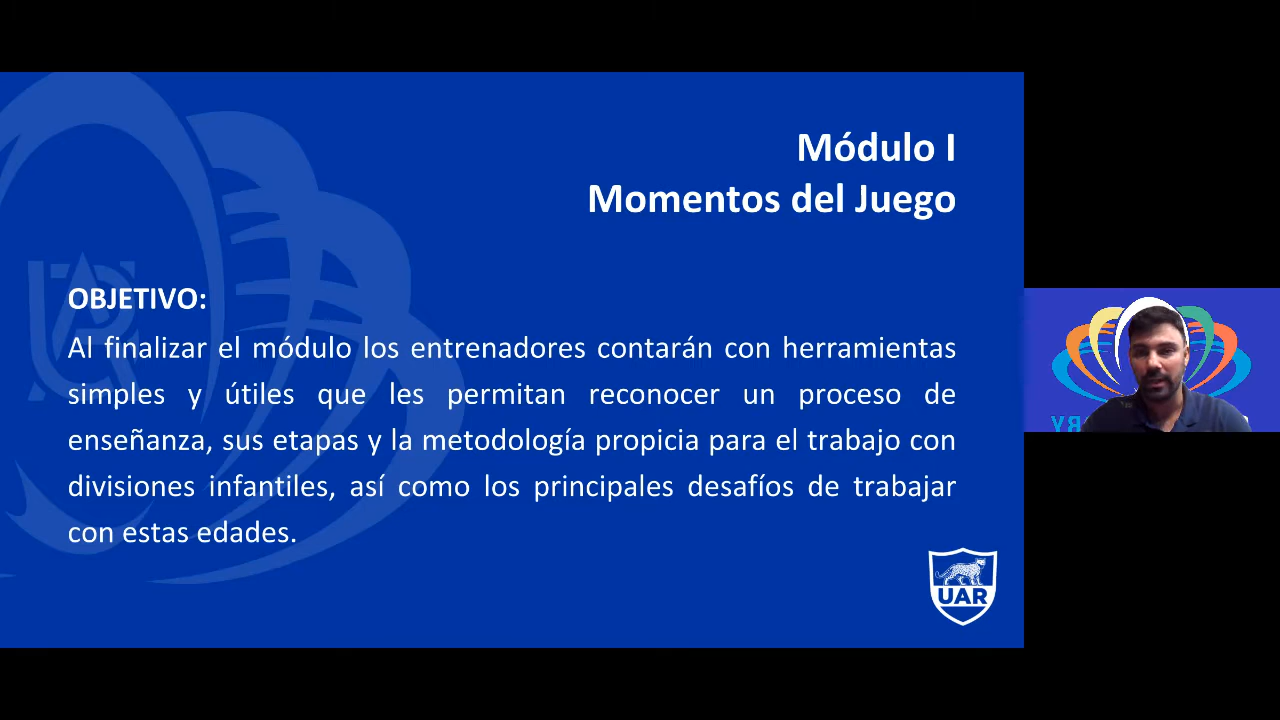 Módulo I
Momentos del Juego
OBJETIVO:
Al finalizar el módulo los entrenadores contarán con herramientas
simples y útiles que les permitan reconocer un proceso de
enseñanza, sus etapas y la metodología propicia para el trabajo con
divisiones infantiles, así como los principales desafíos de trabajar
con estas edades.
UAR